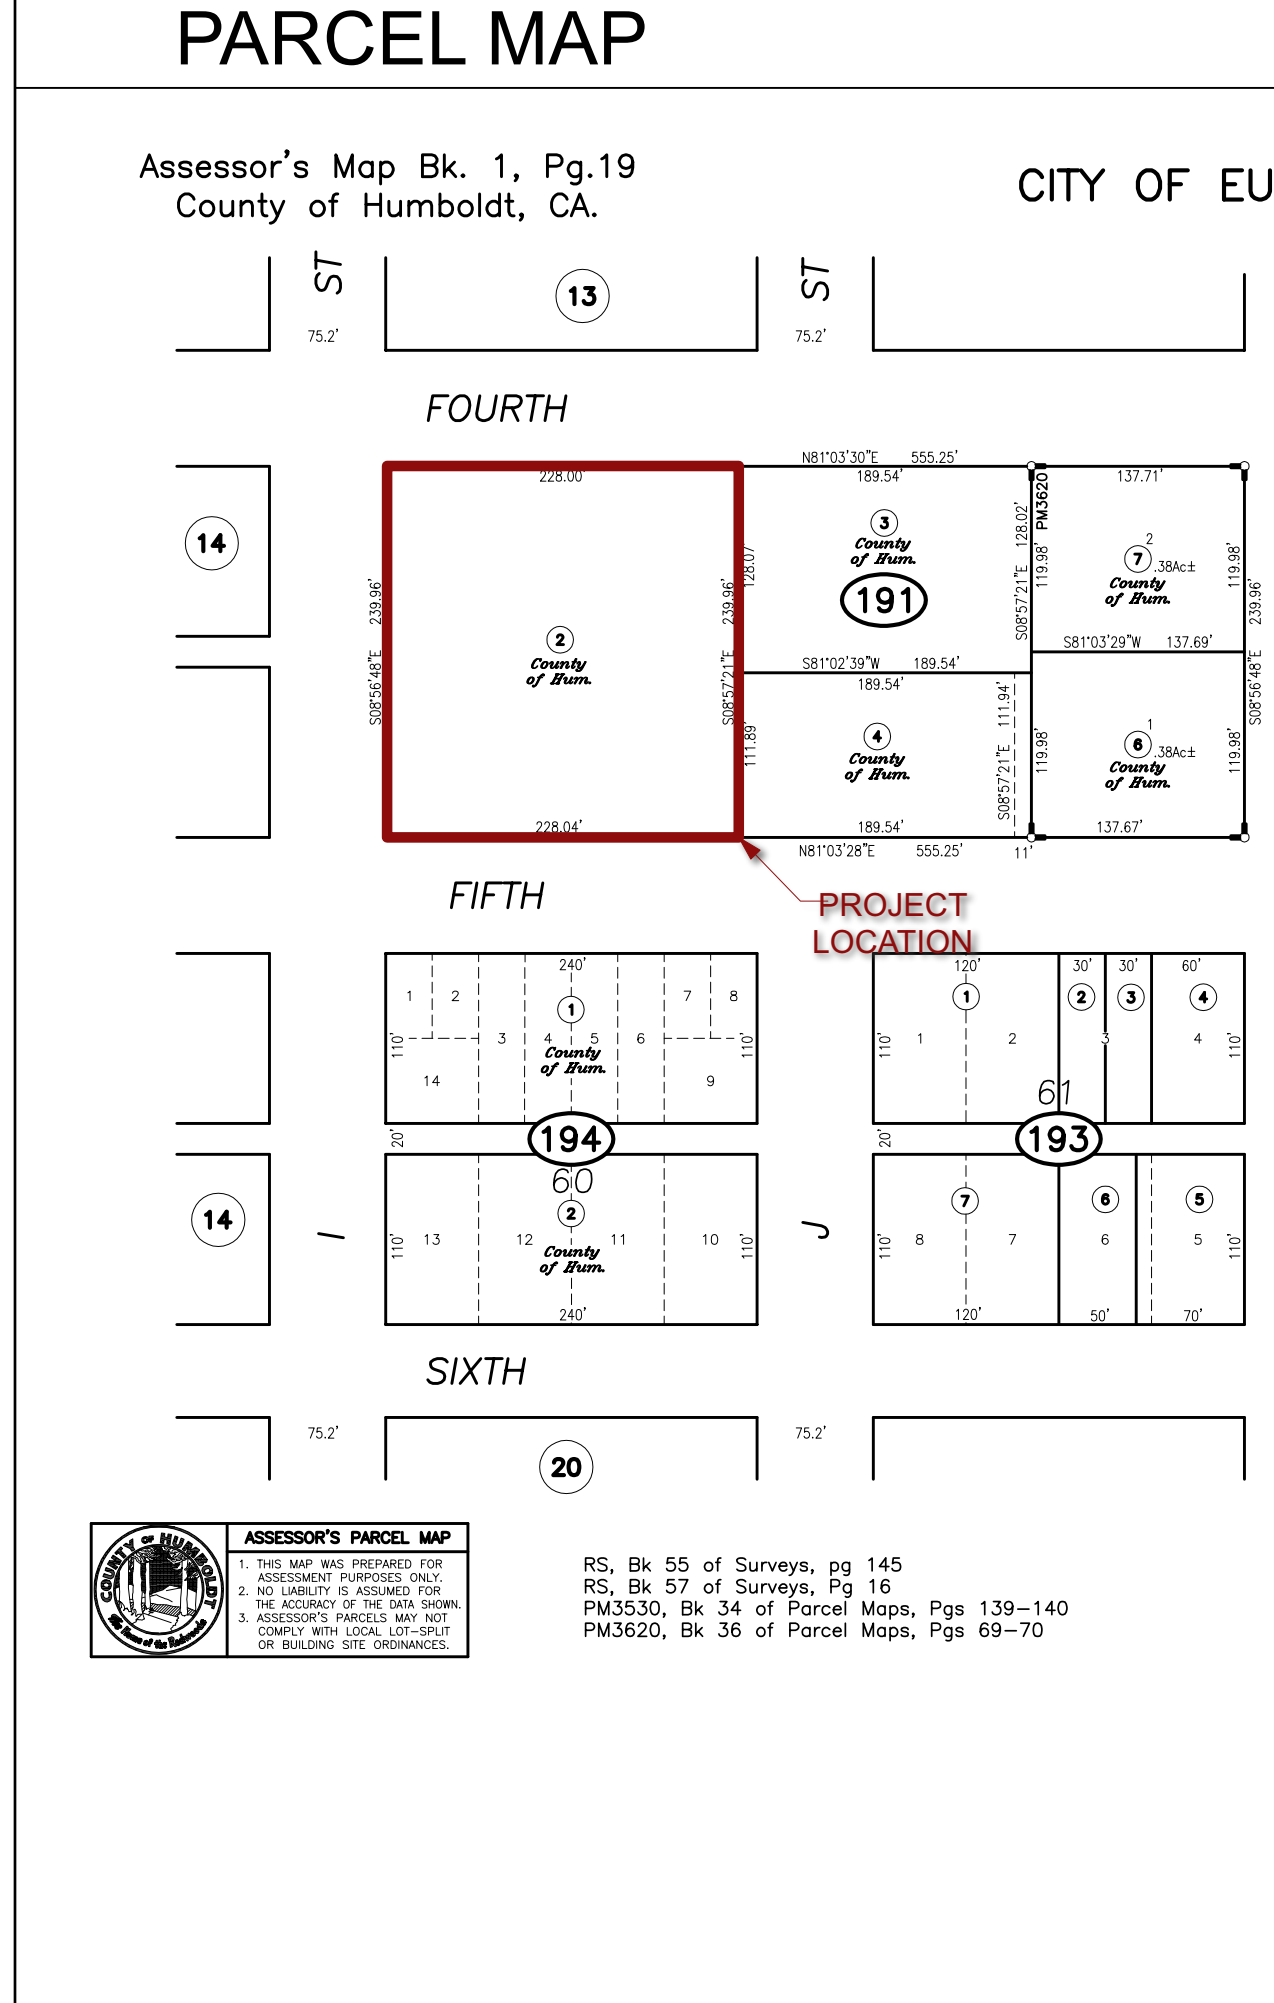 PARCEL MAP
Assessor's Map Bk. 1, Pg.19
County of Humboldt, CA.
CITY OF EU
ST
ST
13
75.2'
75.2'
FOURTH
N81°03'30"E 555.25'
228.00'
189.54'
137.71'
PM3620
128.02'
S08°57'21"E
14
3
County
of Hum.
128.07'
119.98'
2
7
.38Ac±
County
of Hum.
119.98'
191
239.96'
S08°56'48"E
2
County
of Hum.
239.96'
S08°57'21"E
239.96'
S08°56'48"E
S81°03'29"W 137.69'
S81°02'39"W 189.54'
189.54'
111.94'
S08°57'21"E
111.89'
4
County
of Hum.
119.98'
1
6
.38Ac±
County
of Hum.
119.98'
228.04'
189.54'
137.67'
N81°03'28"E 555.25'
11'
FIFTH
PROJECT
LOCATION
240'
120'
30'
30'
60'
1
2
1
7
8
1
2
3
4
110'
3
4
5
6
110'
County
of Hum.
110'
1
2
3
4
110'
14
9
61
20'
194
20'
193
60
2
7
6
5
14
I
J
110'
13
12
11
10
110'
County
of Hum.
110'
8
7
6
5
110'
240'
120'
50'
70'
SIXTH
75.2'
75.2'
20
COUNTY OF HUMBOLDT
The Home of the Redwoods
ASSESSOR'S PARCEL MAP
1. THIS MAP WAS PREPARED FOR
ASSESSMENT PURPOSES ONLY.
2. NO LIABILITY IS ASSUMED FOR
THE ACCURACY OF THE DATA SHOWN.
3. ASSESSOR'S PARCELS MAY NOT
COMPLY WITH LOCAL LOT-SPLIT
OR BUILDING SITE ORDINANCES.
RS, Bk 55 of Surveys, pg 145
RS, Bk 57 of Surveys, Pg 16
PM3530, Bk 34 of Parcel Maps, Pgs 139-140
PM3620, Bk 36 of Parcel Maps, Pgs 69-70